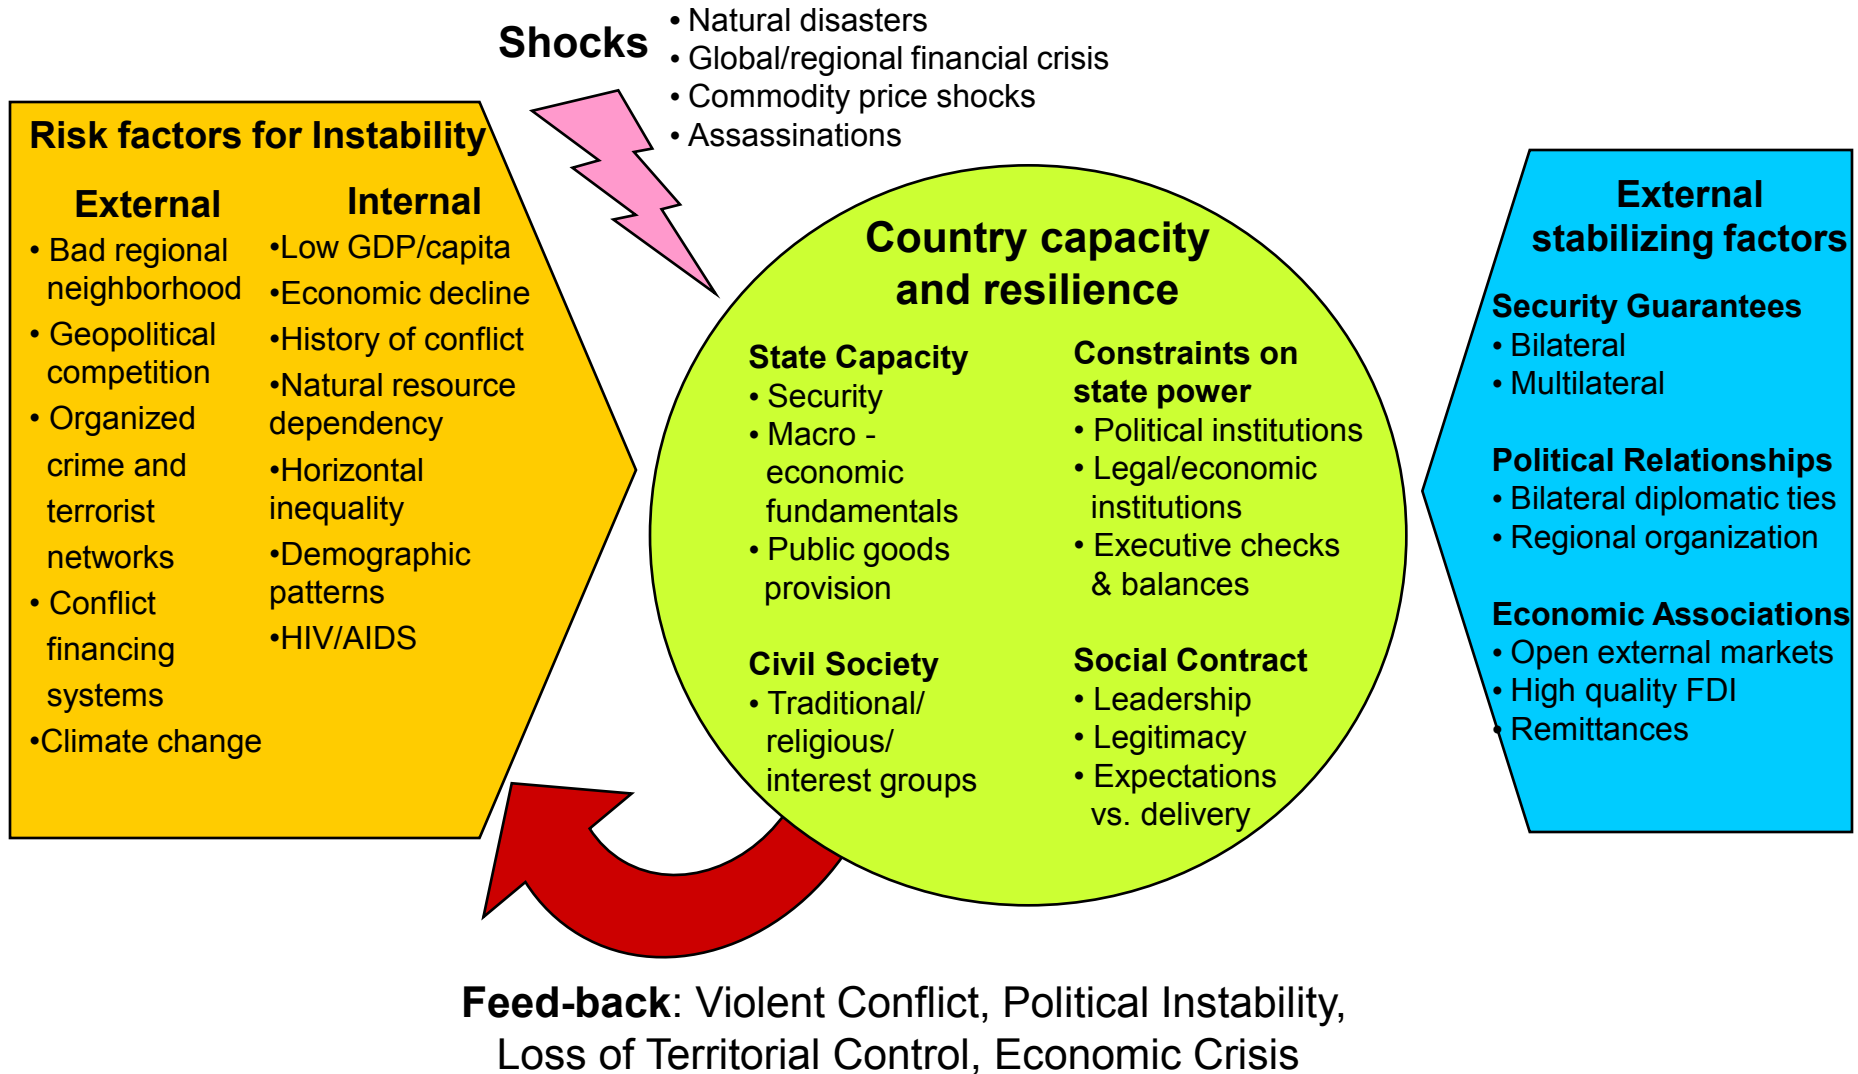 Shocks
• Natural disasters
• Global/regional financial crisis
• Commodity price shocks
• Assassinations
Risk factors for Instability
External
• Bad regional
neighborhood
• Geopolitical
competition
• Organized
crime and
terrorist
networks
• Conflict
financing
systems
•Climate change
Internal
•Low GDP/capita
•Economic decline
•History of conflict
•Natural resource
dependency
•Horizontal
inequality
•Demographic
patterns
•HIV/AIDS
Country capacity
and resilience
State Capacity
• Security
• Macro -
economic
fundamentals
• Public goods
provision
Constraints on
state power
• Political institutions
• Legal/economic
institutions
• Executive checks
& balances
Civil Society
• Traditional/
religious/
interest groups
Social Contract
• Leadership
• Legitimacy
• Expectations
vs. delivery
External
stabilizing factors
Security Guarantees
• Bilateral
• Multilateral
Political Relationships
• Bilateral diplomatic ties
• Regional organization
Economic Associations
• Open external markets
• High quality FDI
• Remittances
Feed-back: Violent Conflict, Political Instability,
Loss of Territorial Control, Economic Crisis